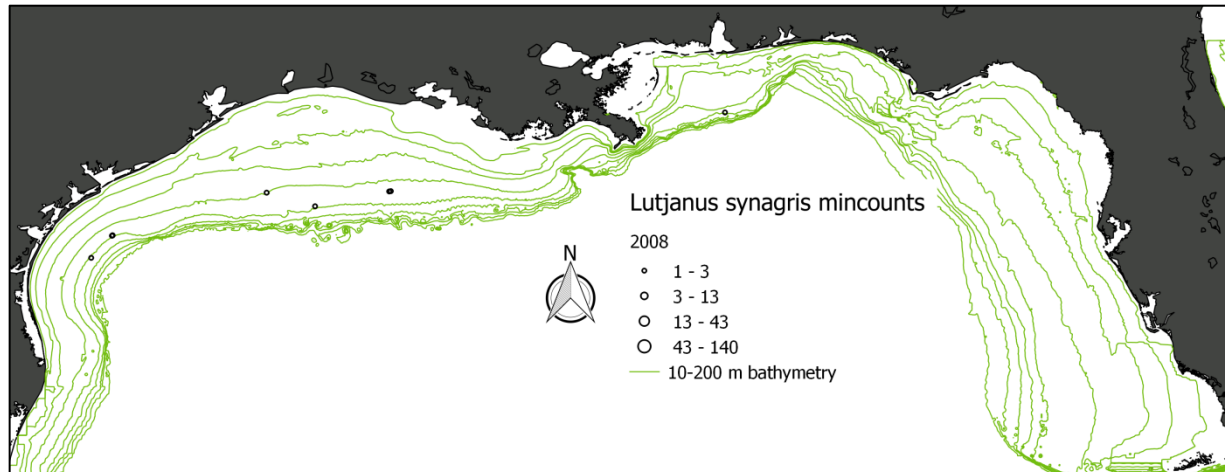 Lutjanus synagris mincounts
2008
1 - 3
N
3 - 13
13 - 43
43 - 140
10-200 m bathymetry